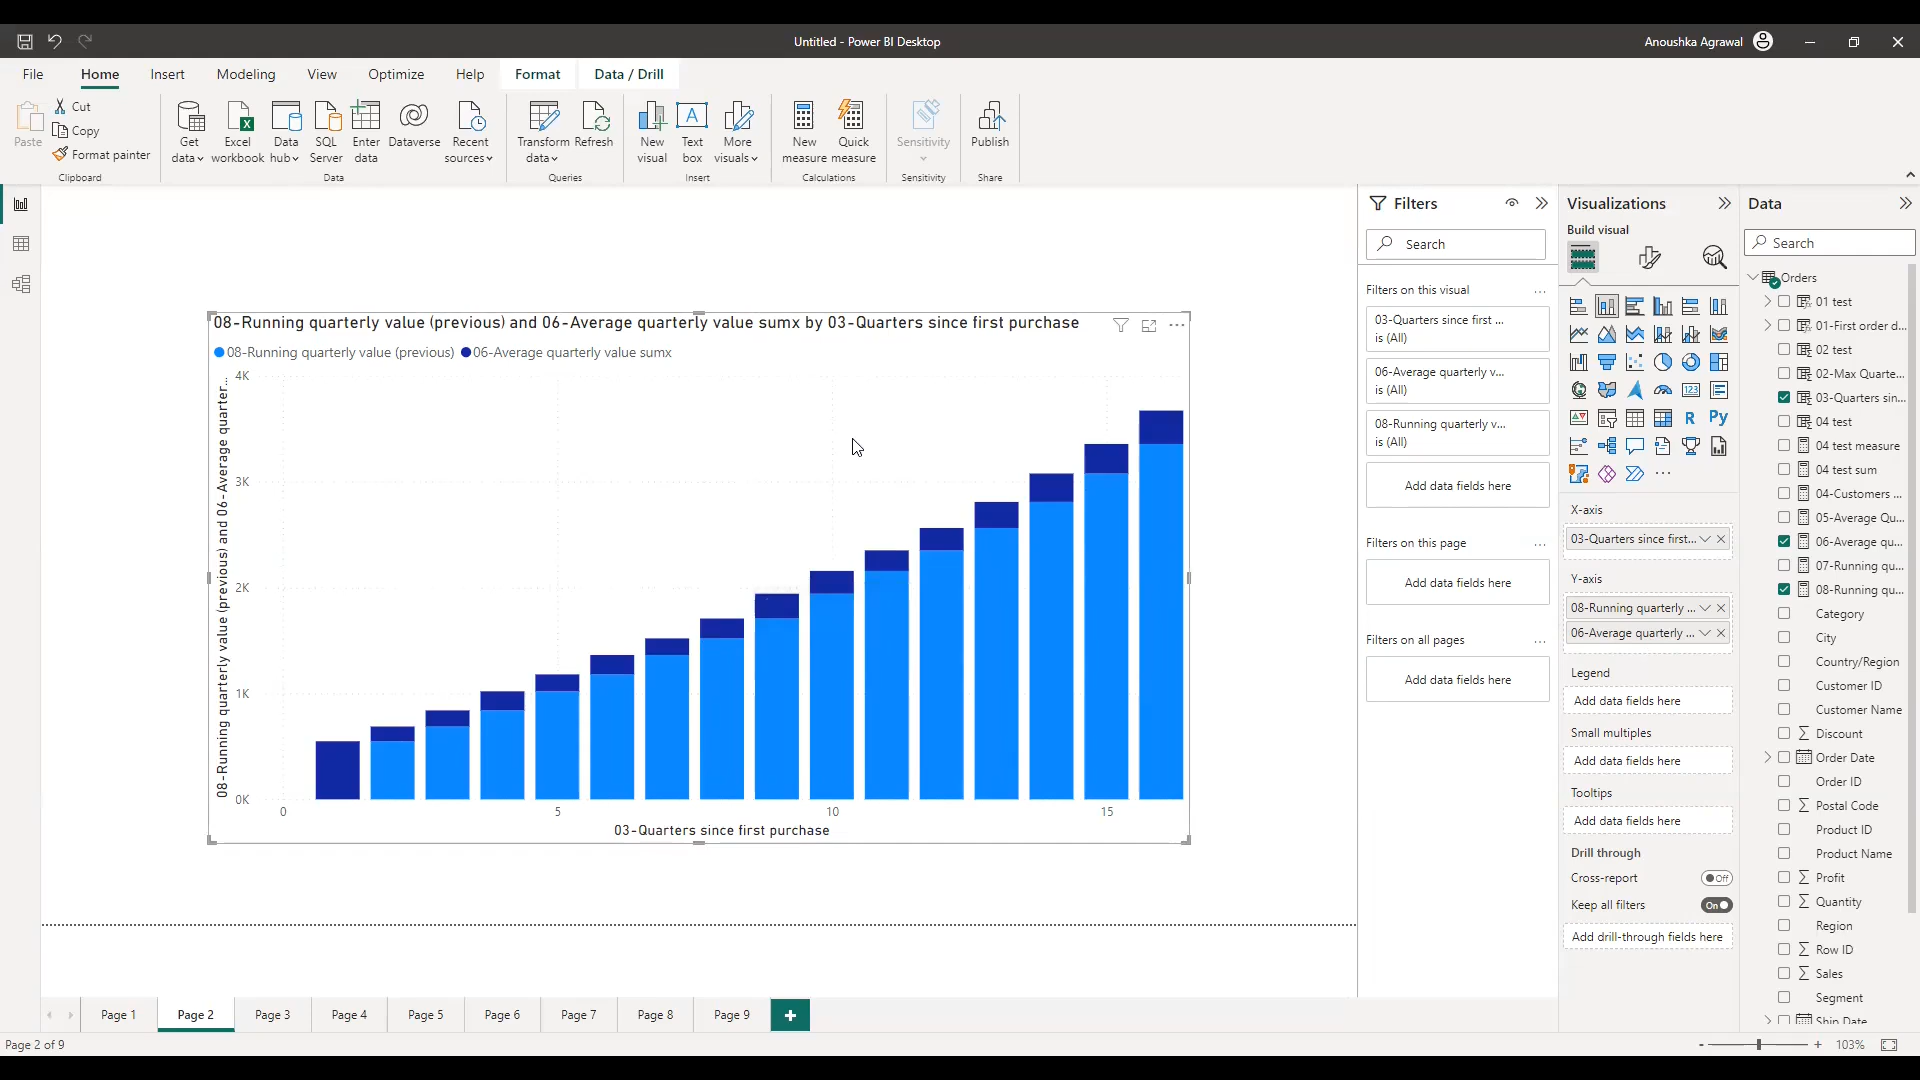 Untitled - Power BI Desktop
Anoushka Agrawal
File Home Insert Modeling View Optimize Help Format Data / Drill
Paste
Cut
Copy
Format painter
Clipboard
Get data
Excel workbook
Data hub
SQL Server
Enter data
Dataverse
Recent sources
Data
Transform data
Refresh
Queries
New visual
Text box
More visuals
Insert
New measure
Quick measure
Calculations
Sensitivity
Sensitivity
Publish
Share
08-Running quarterly value (previous) and 06-Average quarterly value sumx by 03-Quarters since first purchase
08-Running quarterly value (previous) 06-Average quarterly value sumx
08-Running quarterly value (previous) and 06-Average quarter...
4K
3K
2K
1K
0K
0 5 10 15
03-Quarters since first purchase
Filters
Search
Filters on this visual ...
03-Quarters since first ...
is (All)
06-Average quarterly v...
is (All)
08-Running quarterly v...
is (All)
Add data fields here
Filters on this page ...
Add data fields here
Filters on all pages ...
Add data fields here
Visualizations
Build visual
123
R
Py
...
X-axis
03-Quarters since first...
Y-axis
08-Running quarterly ...
06-Average quarterly ...
Legend
Add data fields here
Small multiples
Add data fields here
Tooltips
Add data fields here
Drill through
Cross-report Off
Keep all filters On
Add drill-through fields here
Data
Search
Orders
01 test
01-First order d...
02 test
02-Max Quarte...
03-Quarters sin...
04 test
04 test measure
04 test sum
04-Customers ...
05-Average Qu...
06-Average qu...
07-Running qu...
08-Running qu...
Category
City
Country/Region
Customer ID
Customer Name
Discount
Order Date
Order ID
Postal Code
Product ID
Product Name
Profit
Quantity
Region
Row ID
Sales
Segment
Ship Date
Page 1 Page 2 Page 3 Page 4 Page 5 Page 6 Page 7 Page 8 Page 9 +
Page 2 of 9
- + 103%